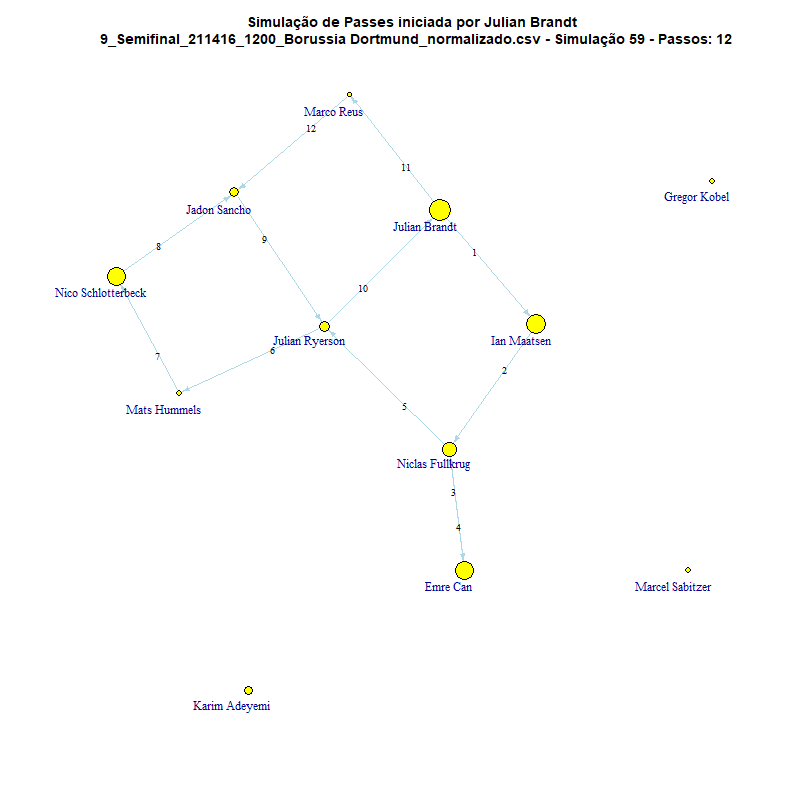 Simulação de Passes iniciada por Julian Brandt
9_Semifinal_211416_1200_Borussia Dortmund_normalizado.csv - Simulação 59 - Passos: 12
Marco Reus
12
11
Gregor Kobel
Jadon Sancho
Julian Brandt
9
8
1
10
Nico Schlotterbeck
Julian Ryerson
Ian Maatsen
6
7
2
Mats Hummels
5
Niclas Fullkrug
3
4
Emre Can
Marcel Sabitzer
Karim Adeyemi